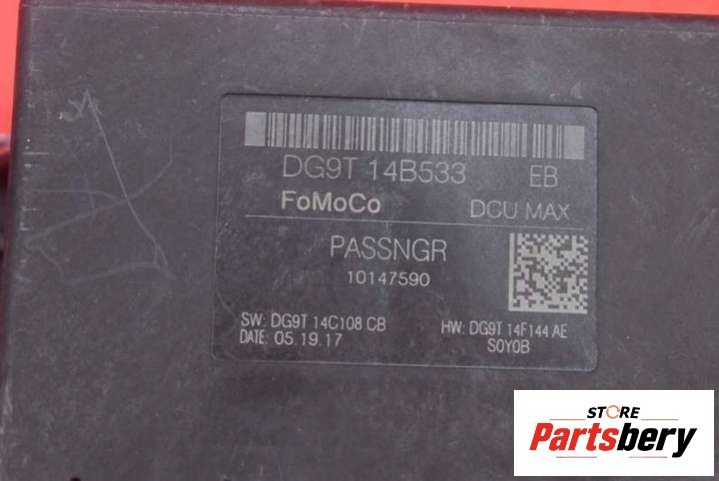 DG9T 14B533 EB
FoMoCo DCU MAX
PASSNGR
10147590
SW: DG9T 14C108 CB HW: DG9T 14F144 AE
DATE: 05.19.17 S0Y0B
STORE
Partsbery